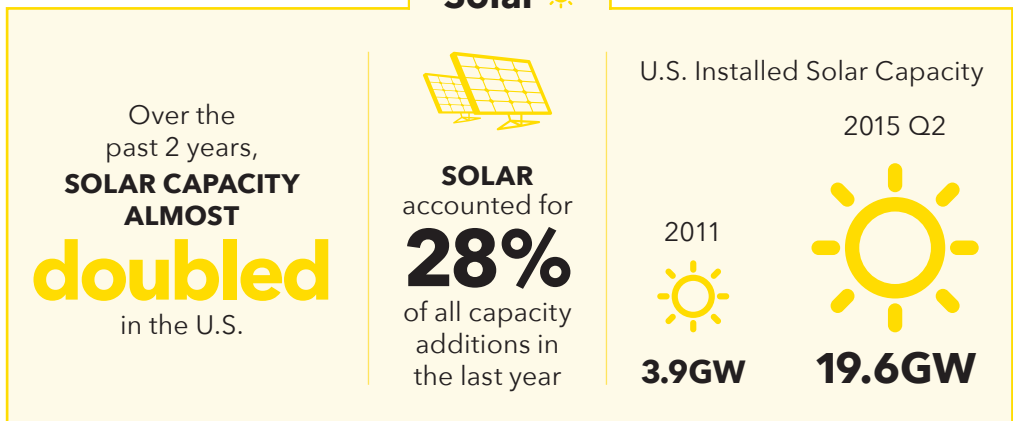 Solar
Over the
past 2 years,
SOLAR CAPACITY
ALMOST
doubled
in the U.S.
SOLAR
accounted for
28%
of all capacity
additions in
the last year
U.S. Installed Solar Capacity
2011
3.9GW
2015 Q2
19.6GW